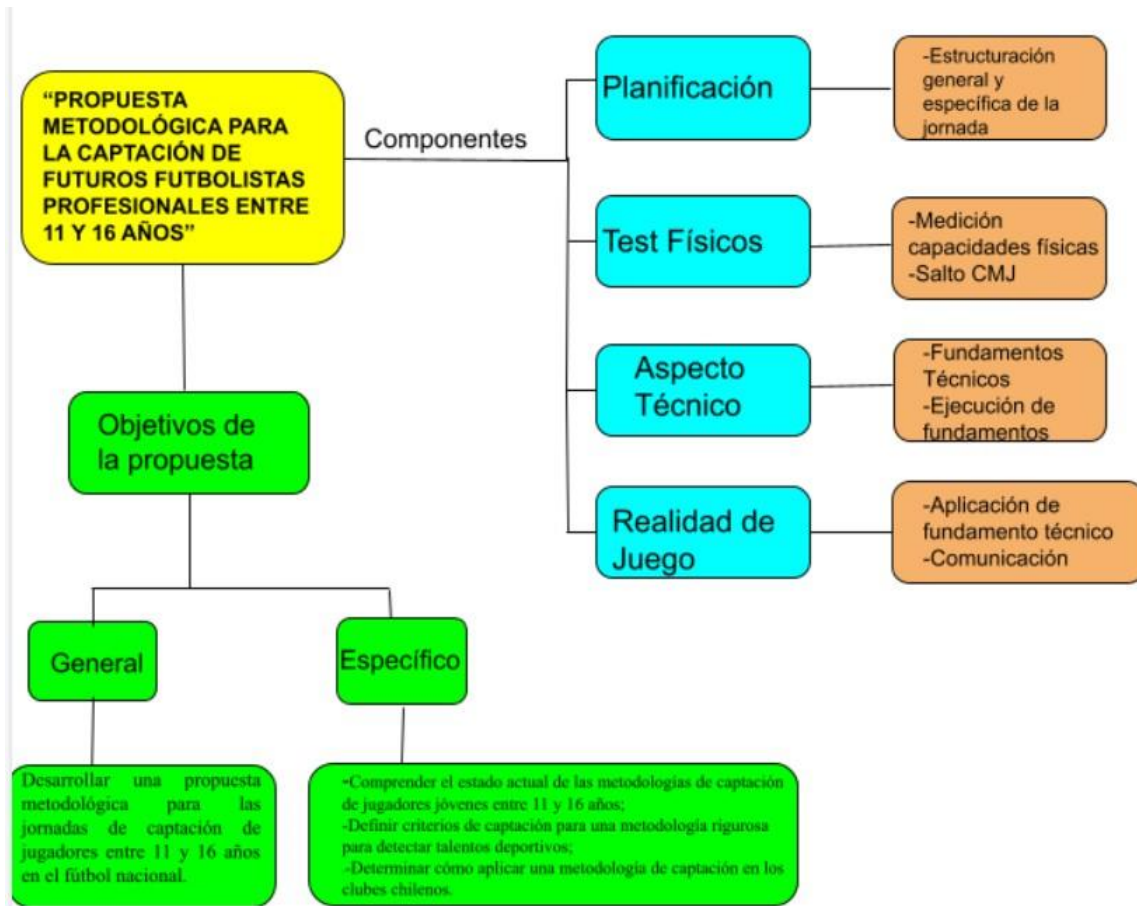 “PROPUESTA
METODOLÓGICA PARA
LA CAPTACIÓN DE
FUTUROS FUTBOLISTAS
PROFESIONALES ENTRE
11 Y 16 AÑOS”
Componentes
Planificación
-Estructuración
general y
específica de la
jornada
Test Físicos
-Medición
capacidades físicas
-Salto CMJ
Aspecto
Técnico
-Fundamentos
Técnicos
-Ejecución de
fundamentos
Realidad de
Juego
-Aplicación de
fundamento técnico
-Comunicación
Objetivos de
la propuesta
General
Específico
Desarrollar una propuesta
metodológica para las
jornadas de captación de
jugadores entre 11 y 16 años
en el fútbol nacional.
-Comprender el estado actual de las metodologías de captación
de jugadores jóvenes entre 11 y 16 años;
-Definir criterios de captación para una metodología rigurosa
para detectar talentos deportivos;
-Determinar cómo aplicar una metodología de captación en los
clubes chilenos.